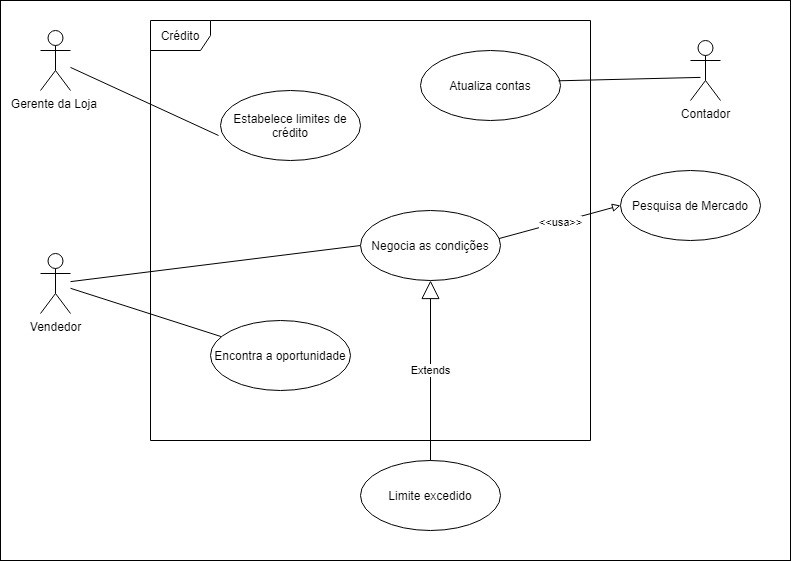 Crédito
Gerente da Loja
Atualiza contas
Contador
Estabelece limites de
crédito
Pesquisa de Mercado
<<usa>>
Negocia as condições
Vendedor
Encontra a oportunidade
Extends
Limite excedido